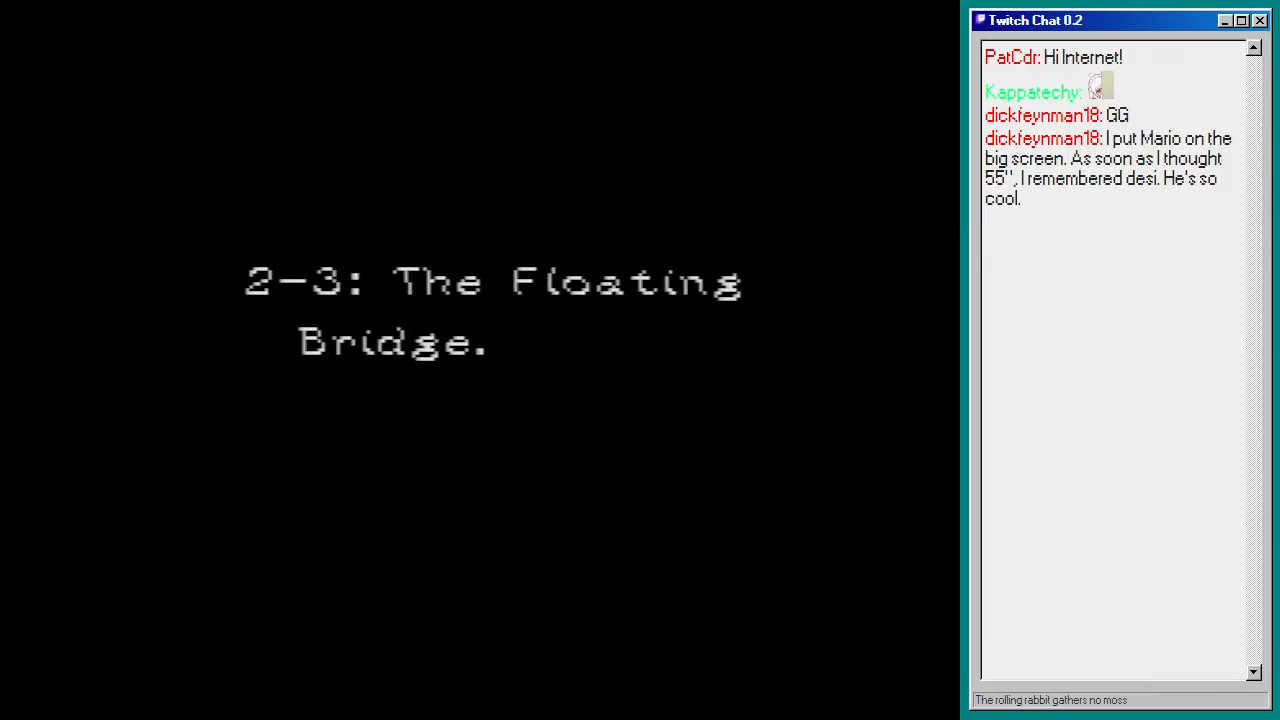 2-3: The Floating
Bridge.
Twitch Chat 0.2
PatCdr: Hi Internet!
Kappatechy:
dickfeynman18: GG
dickfeynman18: I put Mario on the
big screen. As soon as I thought
55", I remembered desi. He's so
cool.
The rolling rabbit gathers no moss